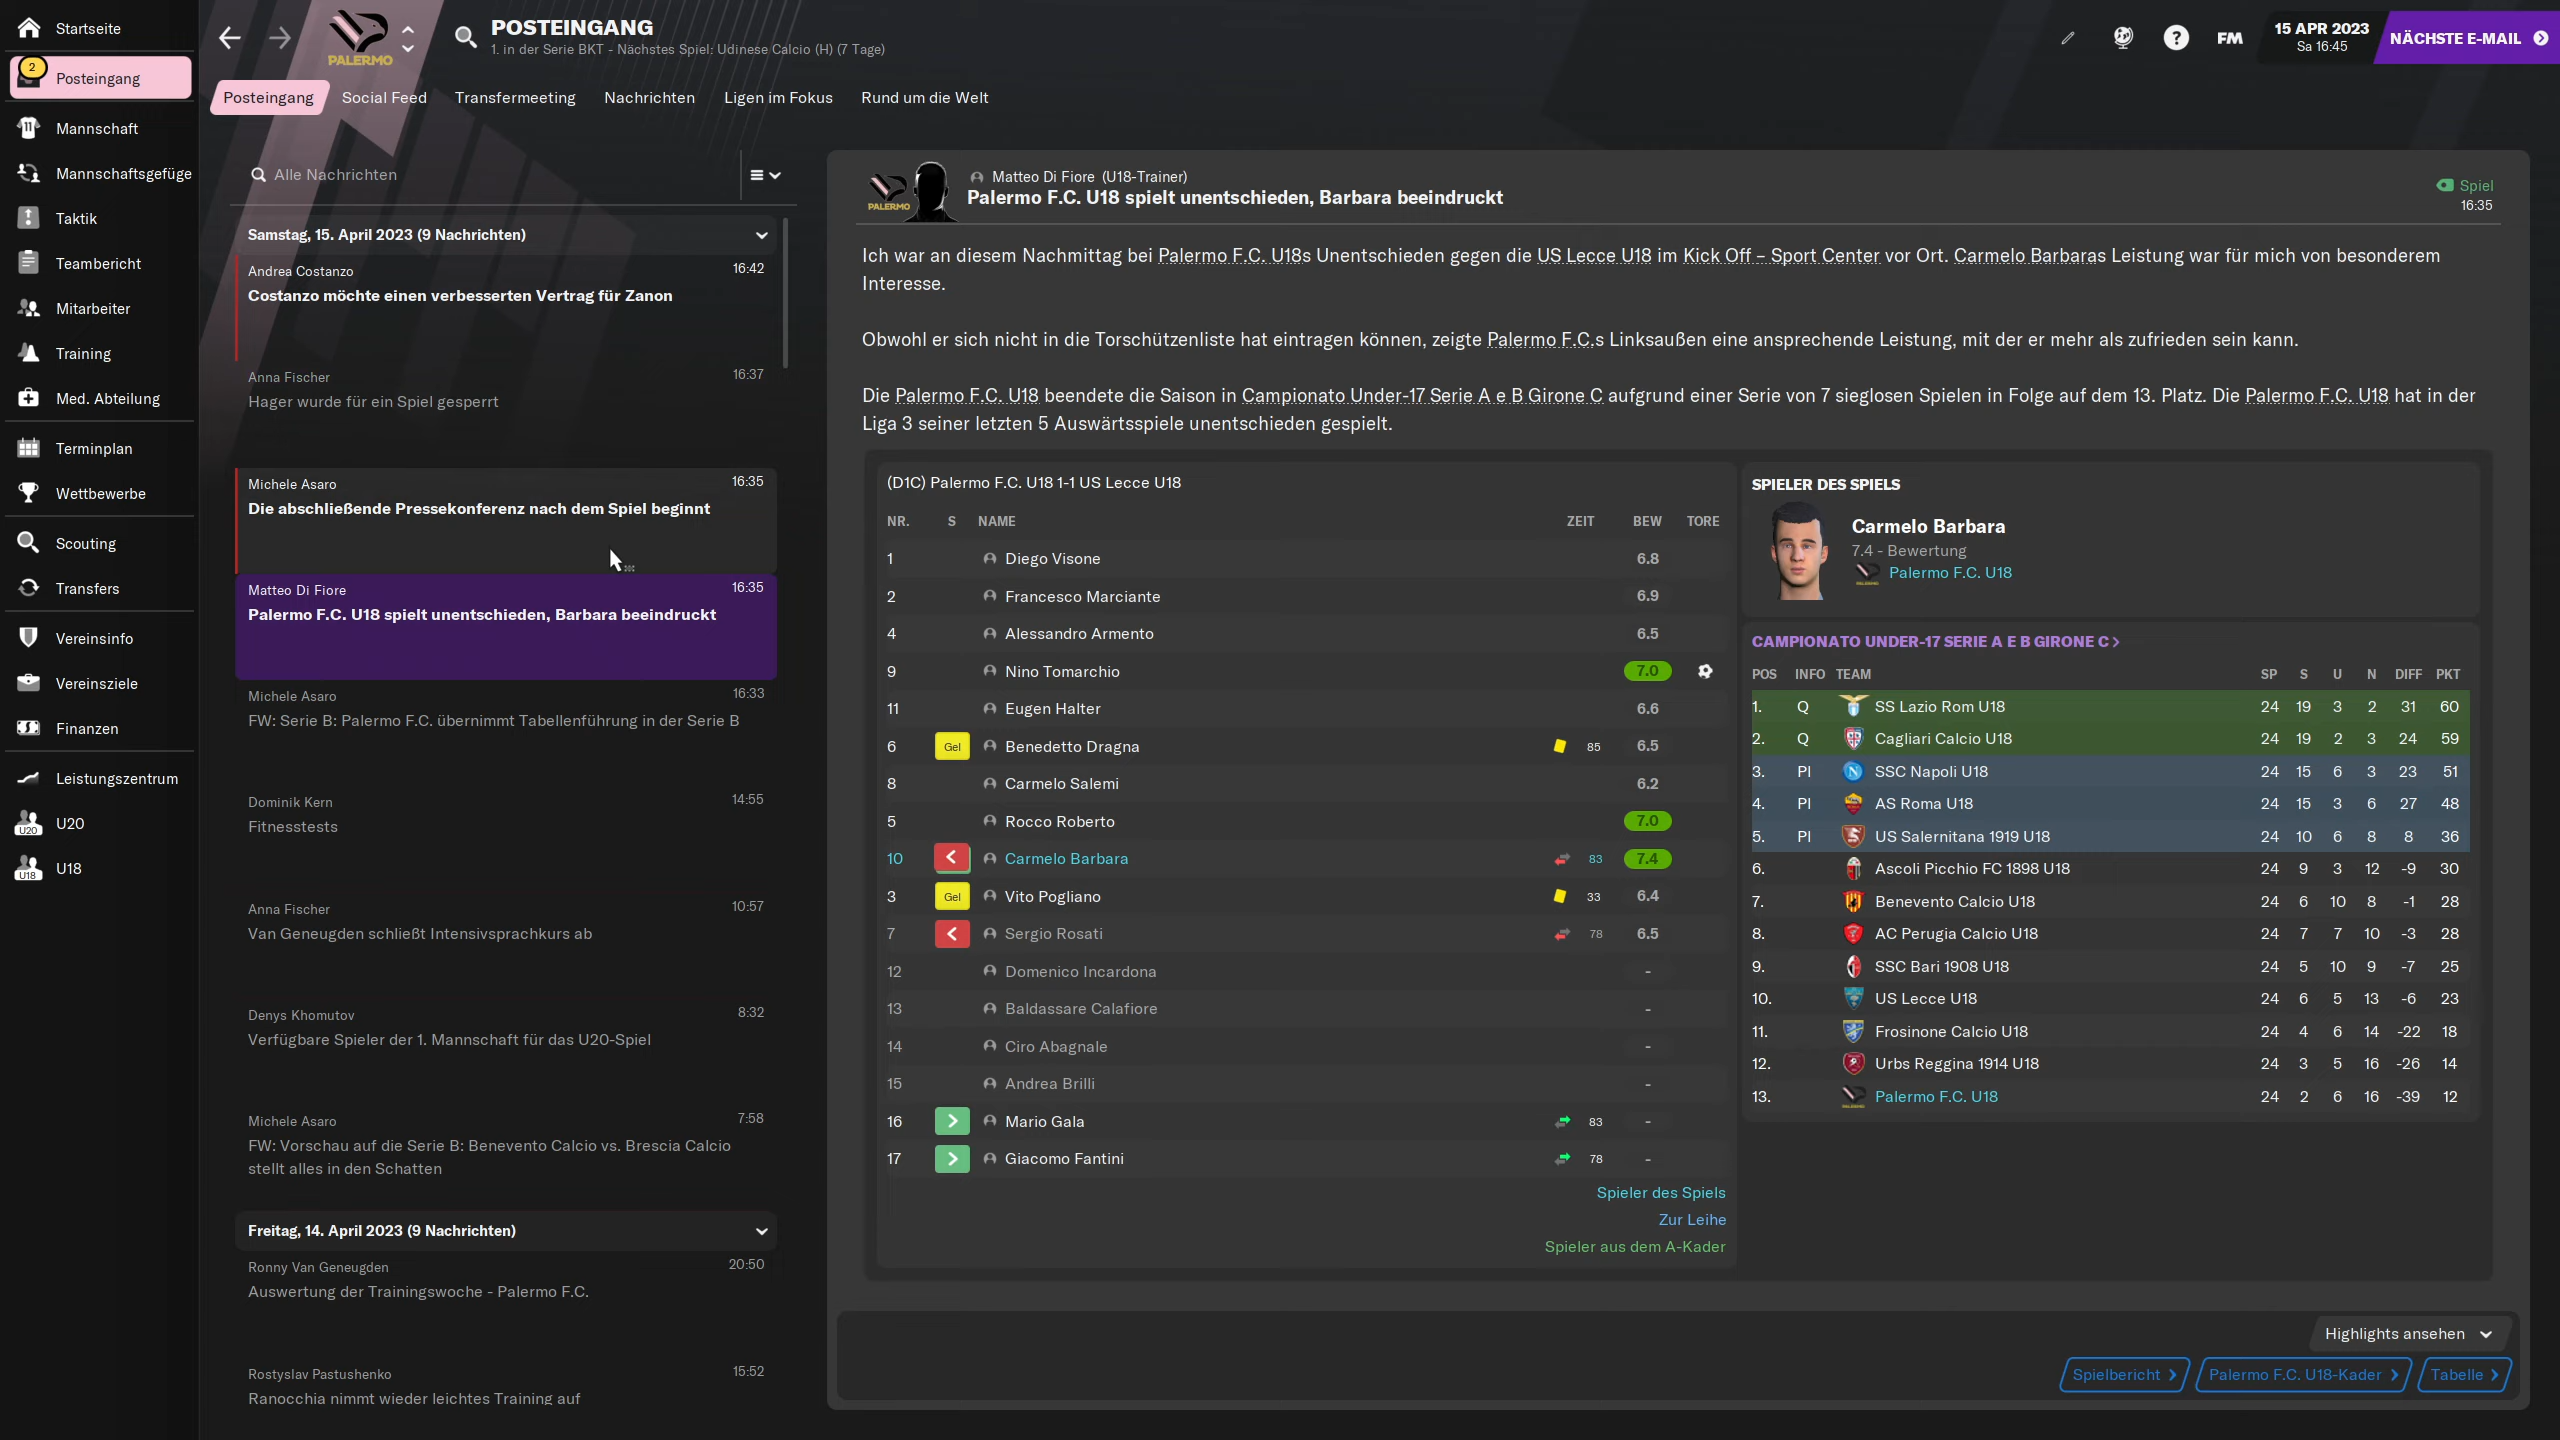 Startseite
2
Posteingang
Mannschaft
Mannschaftsgefüge
Taktik
Teambericht
Mitarbeiter
Training
Med. Abteilung
Terminplan
Wettbewerbe
Scouting
Transfers
Vereinsinfo
Vereinsziele
Finanzen
Leistungszentrum
U20 U20
U18 U18
PALERMO
POSTEINGANG
1. in der Serie BKT - Nächstes Spiel: Udinese Calcio (H) (7 Tage)
? FM 15 APR 2023
Sa 16:45
NÄCHSTE E-MAIL
Posteingang Social Feed Transfermeeting Nachrichten Ligen im Fokus Rund um die Welt
Alle Nachrichten
Samstag, 15. April 2023 (9 Nachrichten)
Andrea Costanzo 16:42
Costanzo möchte einen verbesserten Vertrag für Zanon
Anna Fischer 16:37
Hager wurde für ein Spiel gesperrt
Michele Asaro 16:35
Die abschließende Pressekonferenz nach dem Spiel beginnt
Matteo Di Fiore 16:35
Palermo F.C. U18 spielt unentschieden, Barbara beeindruckt
Michele Asaro 16:33
FW: Serie B: Palermo F.C. übernimmt Tabellenführung in der Serie B
Dominik Kern 14:55
Fitnesstests
Anna Fischer 10:57
Van Geneugden schließt Intensivsprachkurs ab
Denys Khomutov 8:32
Verfügbare Spieler der 1. Mannschaft für das U20-Spiel
Michele Asaro 7:58
FW: Vorschau auf die Serie B: Benevento Calcio vs. Brescia Calcio
stellt alles in den Schatten
Freitag, 14. April 2023 (9 Nachrichten)
Ronny Van Geneugden 20:50
Auswertung der Trainingswoche - Palermo F.C.
Rostyslav Pastushenko 15:52
Ranocchia nimmt wieder leichtes Training auf
PALERMO
Matteo Di Fiore (U18-Trainer)
Palermo F.C. U18 spielt unentschieden, Barbara beeindruckt
Spiel
16:35
Ich war an diesem Nachmittag bei Palermo F.C. U18s Unentschieden gegen die US Lecce U18 im Kick Off – Sport Center vor Ort. Carmelo Barbaras Leistung war für mich von besonderem
Interesse.
Obwohl er sich nicht in die Torschützenliste hat eintragen können, zeigte Palermo F.C.s Linksaußen eine ansprechende Leistung, mit der er mehr als zufrieden sein kann.
Die Palermo F.C. U18 beendete die Saison in Campionato Under-17 Serie A e B Girone C aufgrund einer Serie von 7 sieglosen Spielen in Folge auf dem 13. Platz. Die Palermo F.C. U18 hat in der
Liga 3 seiner letzten 5 Auswärtsspiele unentschieden gespielt.
(D1C) Palermo F.C. U18 1-1 US Lecce U18
NR. S NAME ZEIT BEW TORE
1 Diego Visone 6.8
2 Francesco Marciante 6.9
4 Alessandro Armento 6.5
9 Nino Tomarchio 7.0
11 Eugen Halter 6.6
6 Gel Benedetto Dragna 85 6.5
8 Carmelo Salemi 6.2
5 Rocco Roberto 7.0
10 Carmelo Barbara 83 7.4
3 Gel Vito Pogliano 33 6.4
7 Sergio Rosati 78 6.5
12 Domenico Incardona -
13 Baldassare Calafiore -
14 Ciro Abagnale -
15 Andrea Brilli -
16 Mario Gala 83 -
17 Giacomo Fantini 78 -
Spieler des Spiels
Zur Leihe
Spieler aus dem A-Kader
SPIELER DES SPIELS
Carmelo Barbara
7.4 - Bewertung
Palermo F.C. U18
CAMPIONATO UNDER-17 SERIE A E B GIRONE C
POS INFO TEAM SP S U N DIFF PKT
1. Q SS Lazio Rom U18 24 19 3 2 31 60
2. Q Cagliari Calcio U18 24 19 2 3 24 59
3. Pl SSC Napoli U18 24 15 6 3 23 51
4. Pl AS Roma U18 24 15 3 6 27 48
5. Pl US Salernitana 1919 U18 24 10 6 8 8 36
6. Ascoli Picchio FC 1898 U18 24 9 3 12 -9 30
7. Benevento Calcio U18 24 6 10 8 -1 28
8. AC Perugia Calcio U18 24 7 7 10 -3 28
9. SSC Bari 1908 U18 24 5 10 9 -7 25
10. US Lecce U18 24 6 5 13 -6 23
11. Frosinone Calcio U18 24 4 6 14 -22 18
12. Urbs Reggina 1914 U18 24 3 5 16 -26 14
13. Palermo F.C. U18 24 2 6 16 -39 12
Highlights ansehen
Spielbericht Palermo F.C. U18-Kader Tabelle